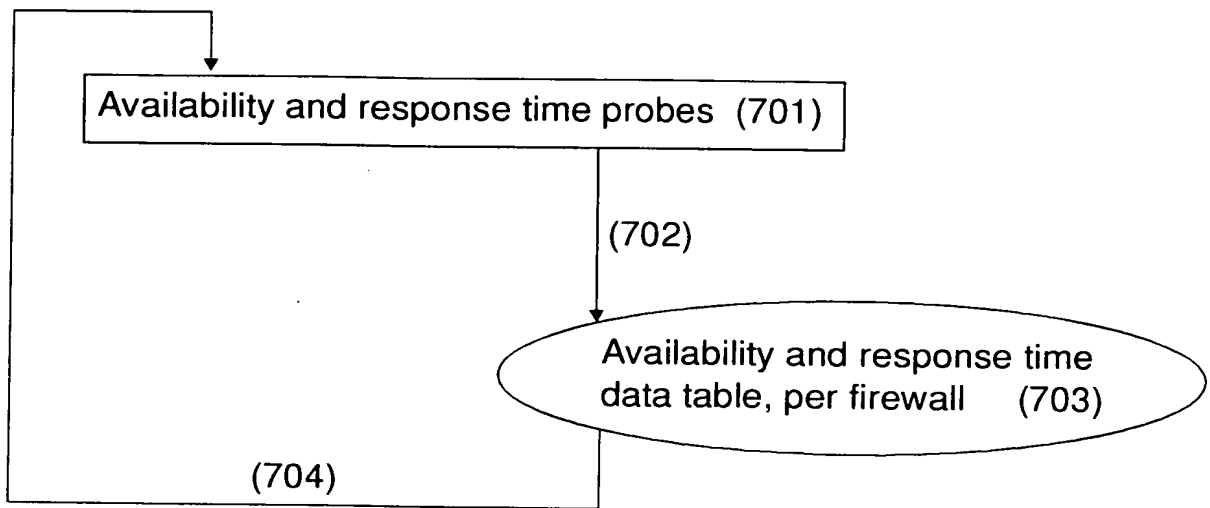 Availability and response time probes (701)
(702)
Availability and response time
data table, per firewall (703)
(704)